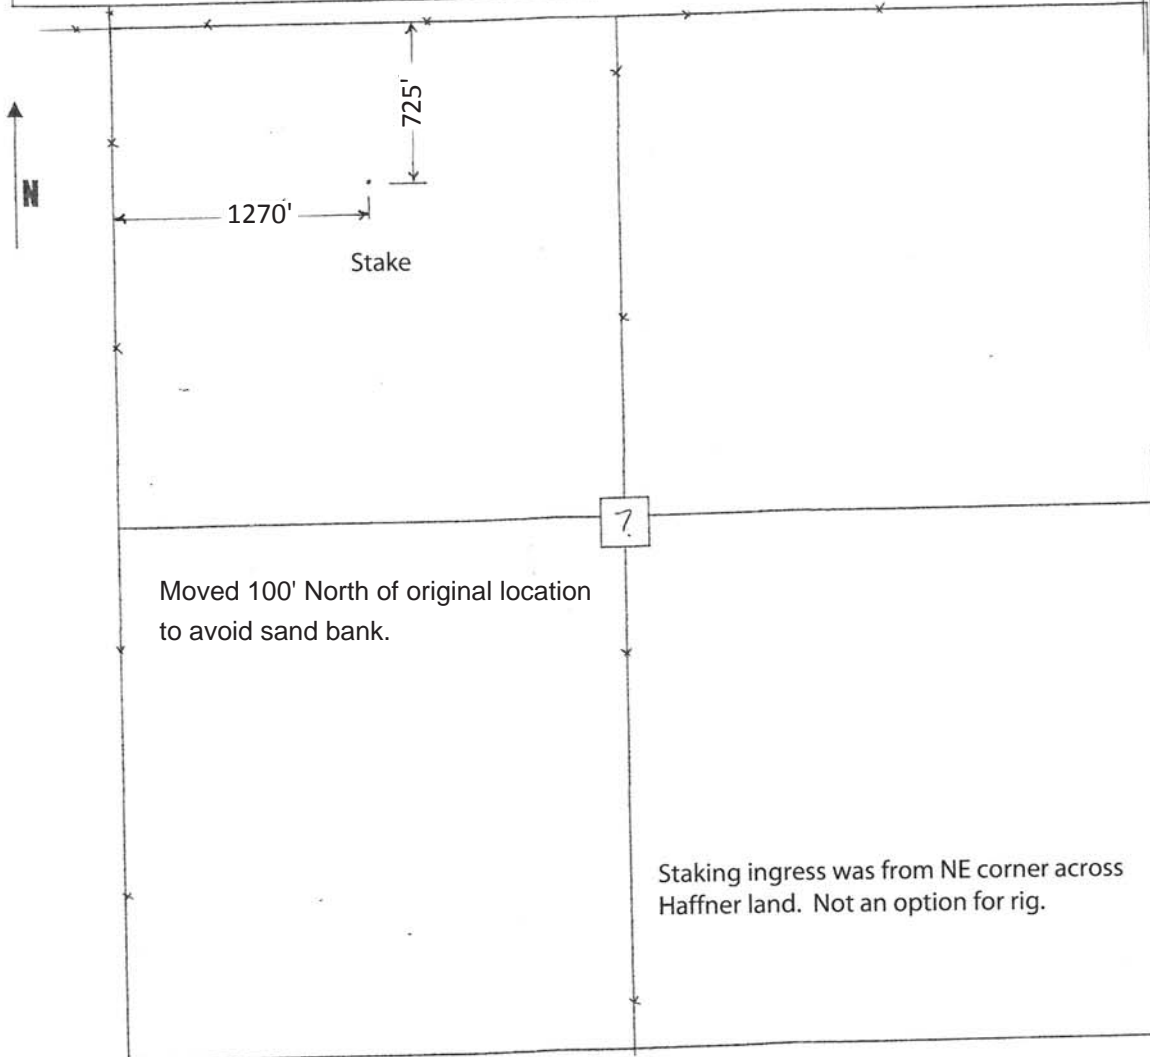 725'
N
1270'
Stake
7
Moved 100' North of original location
to avoid sand bank.
Staking ingress was from NE corner across
Haffner land. Not an option for rig.